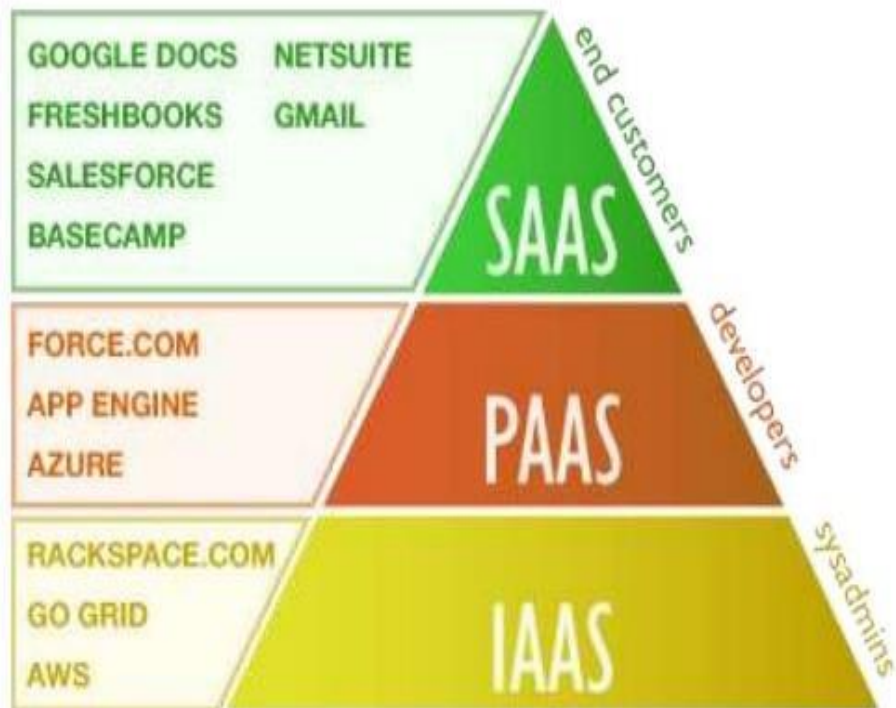 GOOGLE DOCS NETSUITE
FRESHBOOKS GMAIL
SALESFORCE
BASECAMP
SAAS
end customers
FORCE.COM
APP ENGINE
AZURE
PAAS
developers
RACKSPACE.COM
GO GRID
AWS
IAAS
sysadmins